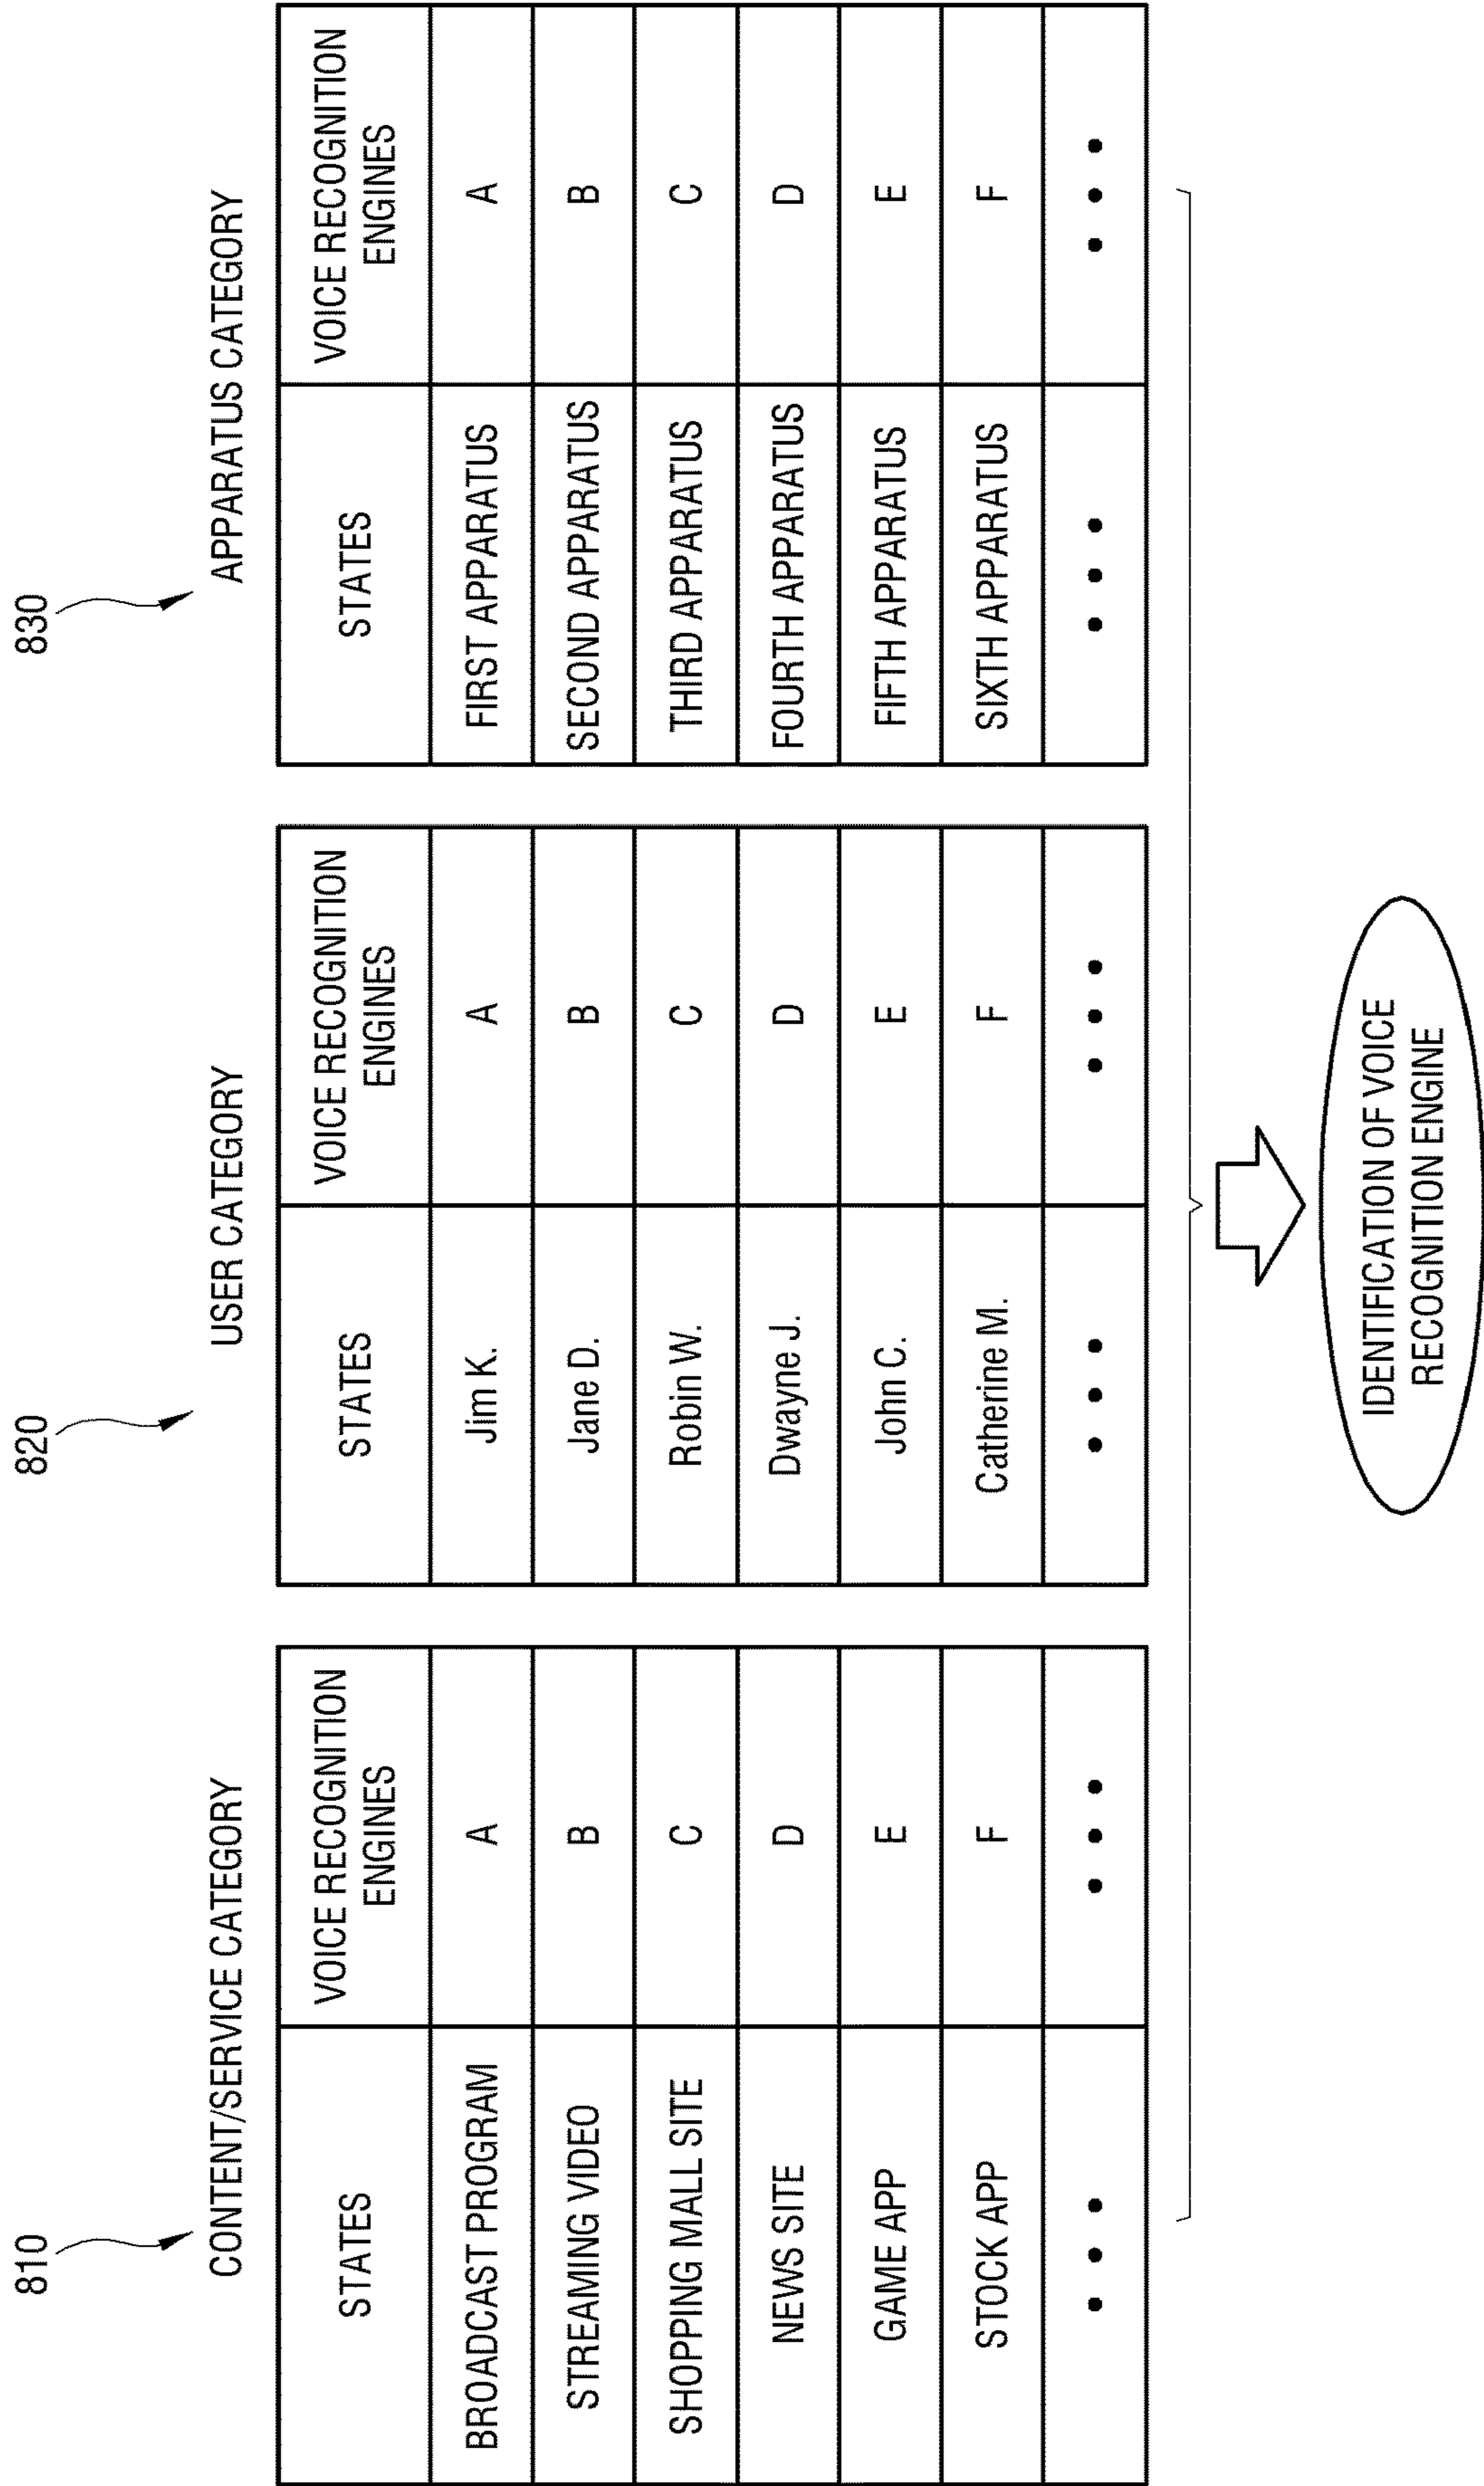 810
CONTENT/SERVICE CATEGORY
STATES
VOICE RECOGNITION
ENGINES
BROADCAST PROGRAM
A
STREAMING VIDEO
B
SHOPPING MALL SITE
C
NEWS SITE
D
GAME APP
E
STOCK APP
F
• • •
• • •
820
USER CATEGORY
STATES
VOICE RECOGNITION
ENGINES
Jim K.
A
Jane D.
B
Robin W.
C
Dwayne J.
D
John C.
E
Catherine M.
F
• • •
• • •
830
APPARATUS CATEGORY
STATES
VOICE RECOGNITION
ENGINES
FIRST APPARATUS
A
SECOND APPARATUS
B
THIRD APPARATUS
C
FOURTH APPARATUS
D
FIFTH APPARATUS
E
SIXTH APPARATUS
F
• • •
• • •
IDENTIFICATION OF VOICE
RECOGNITION ENGINE